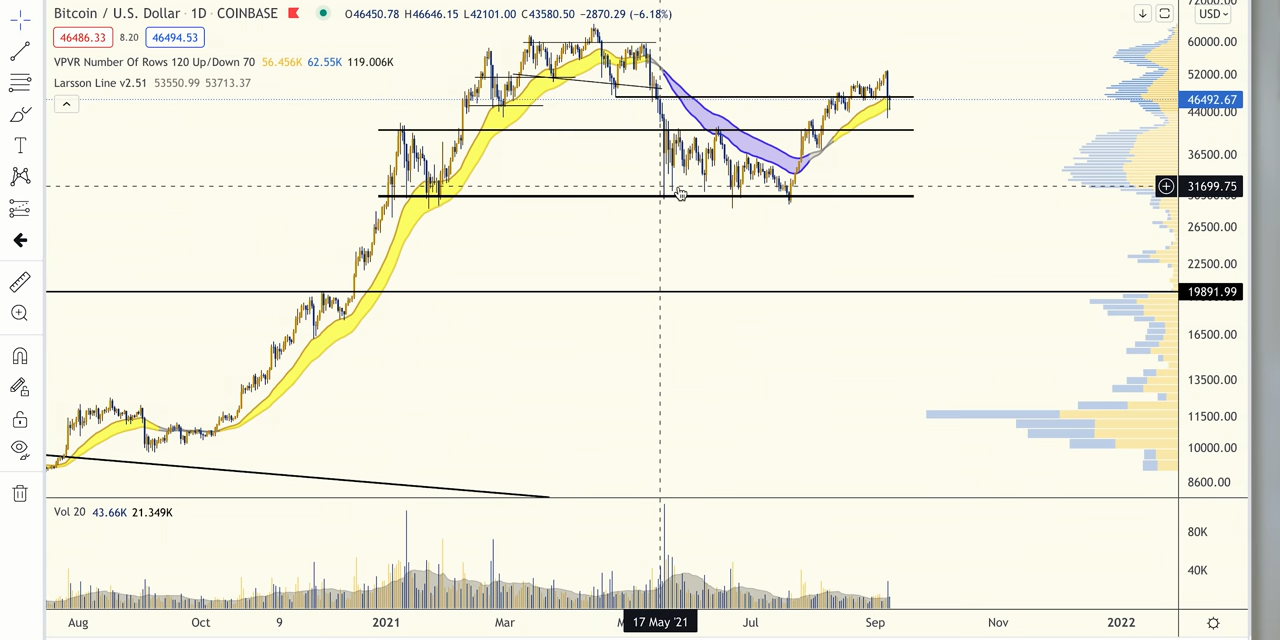 Bitcoin / U.S. Dollar · 1D · COINBASE O46450.78 H46646.15 L42101.00 C43580.50 −2870.29 (−6.18%)
46486.33 8.20 46494.53
VPVR Number Of Rows 120 Up/Down 70 56.456K 62.55K 119.006K
Larsson Line v2.51 53550.99 53713.37
USD
60000.00
52000.00
46492.67
44000.00
36500.00
31699.75
26500.00
22500.00
19891.99
16500.00
13500.00
11500.00
10000.00
8600.00
Vol 20 43.66K 21.349K
80K
40K
Aug Oct 9 2021 Mar 17 May '21 Jul Sep Nov 2022